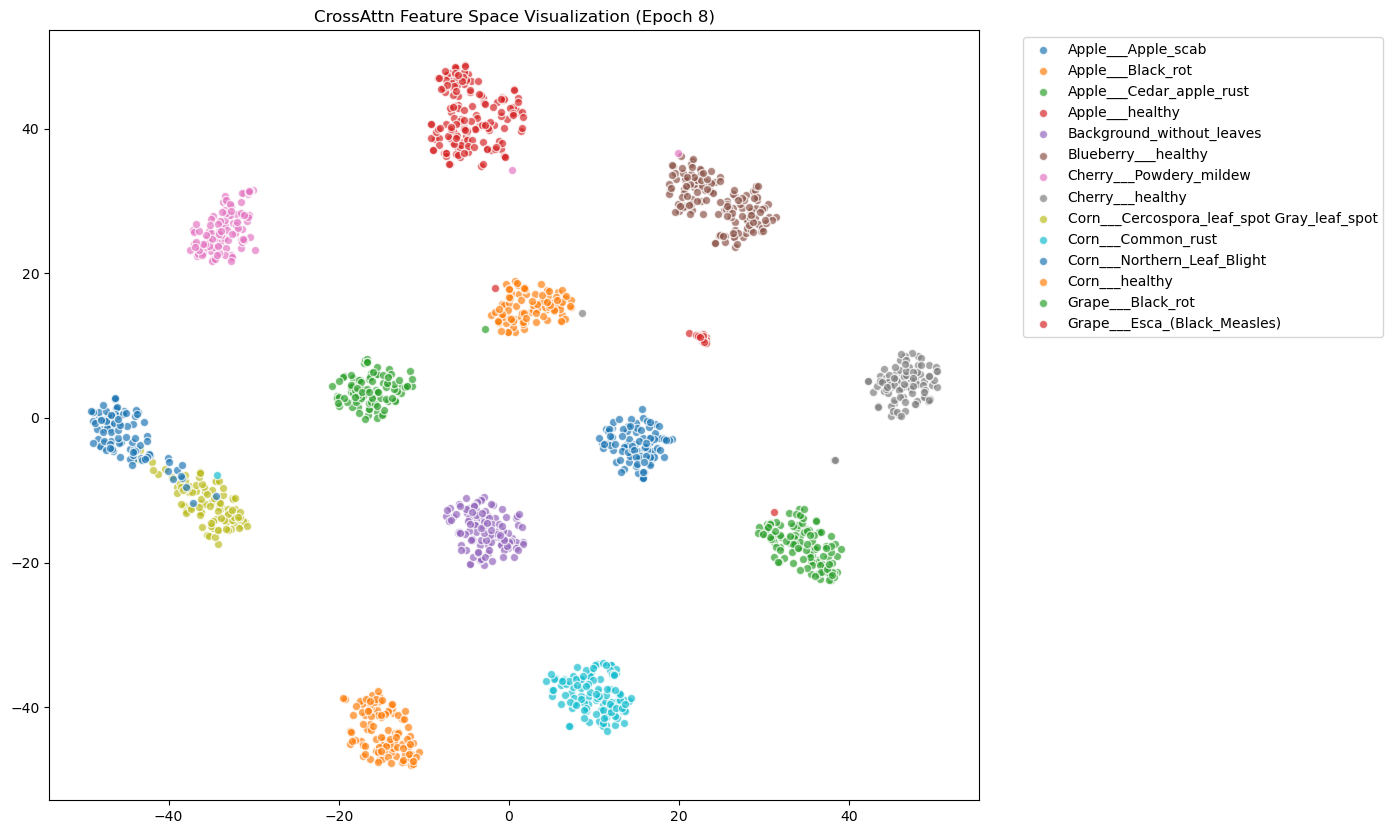 CrossAttn Feature Space Visualization (Epoch 8)
Apple___Apple_scab
Apple___Black_rot
Apple___Cedar_apple_rust
Apple___healthy
Background_without_leaves
Blueberry___healthy
Cherry___Powdery_mildew
Cherry___healthy
Corn___Cercospora_leaf_spot Gray_leaf_spot
Corn___Common_rust
Corn___Northern_Leaf_Blight
Corn___healthy
Grape___Black_rot
Grape___Esca_(Black_Measles)
40
20
0
−20
−40
−40 −20 0 20 40